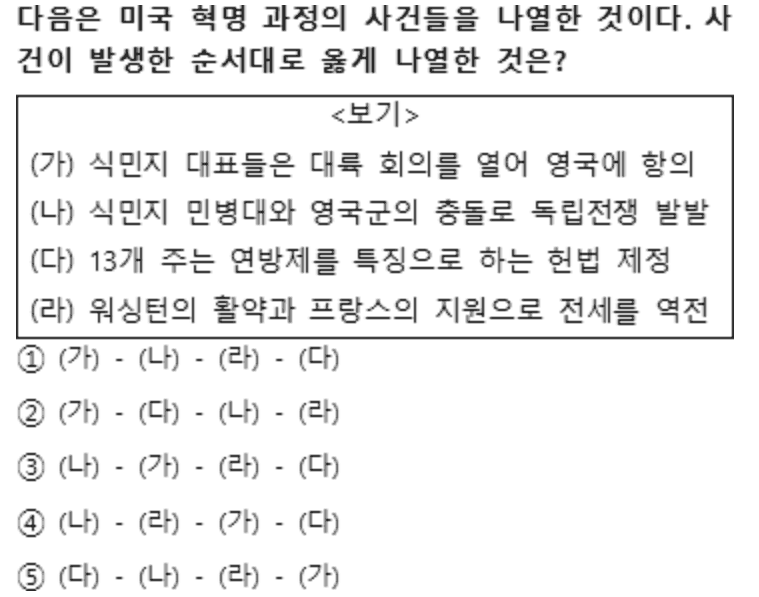 다음은 미국 혁명 과정의 사건들을 나열한 것이다. 사
건이 발생한 순서대로 옳게 나열한 것은?
<보기>
(가) 식민지 대표들은 대륙 회의를 열어 영국에 항의
(나) 식민지 민병대와 영국군의 충돌로 독립전쟁 발발
(다) 13개 주는 연방제를 특징으로 하는 헌법 제정
(라) 워싱턴의 활약과 프랑스의 지원으로 전세를 역전
① (가) - (나) - (라) - (다)
② (가) - (다) - (나) - (라)
③ (나) - (가) - (라) - (다)
④ (나) - (라) - (가) - (다)
⑤ (다) - (나) - (라) - (가)